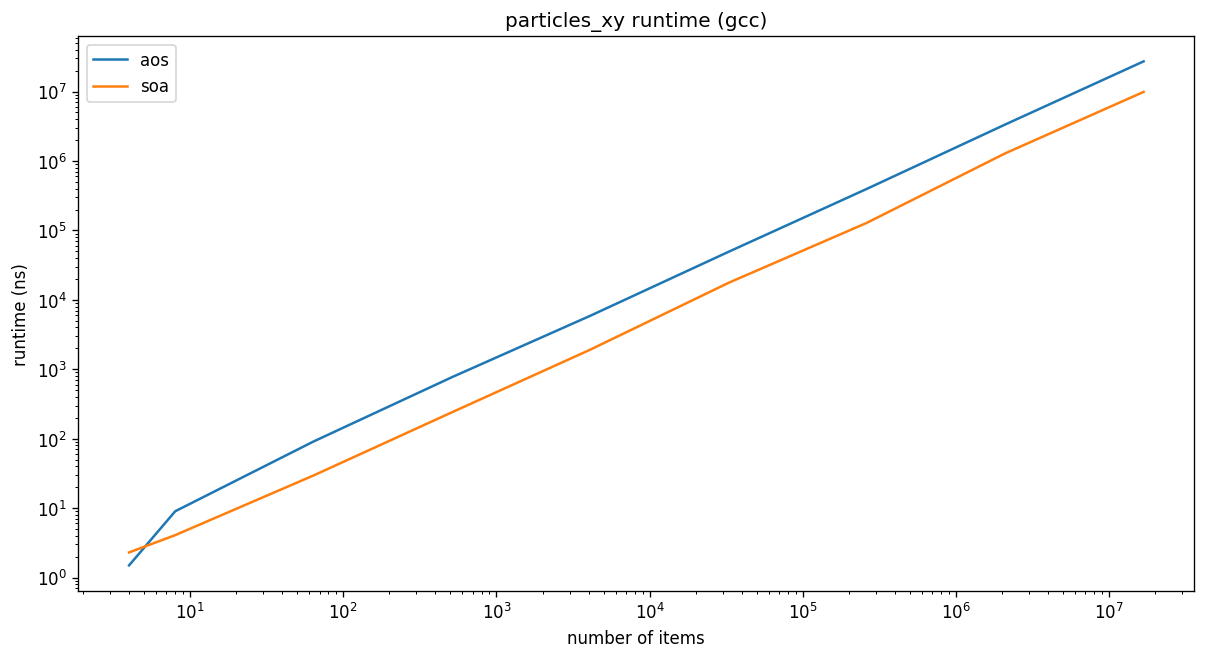 particles_xy runtime (gcc)
aos
soa
runtime (ns)
10⁷
10⁶
10⁵
10⁴
10³
10²
10¹
10⁰
10¹ 10² 10³ 10⁴ 10⁵ 10⁶ 10⁷
number of items